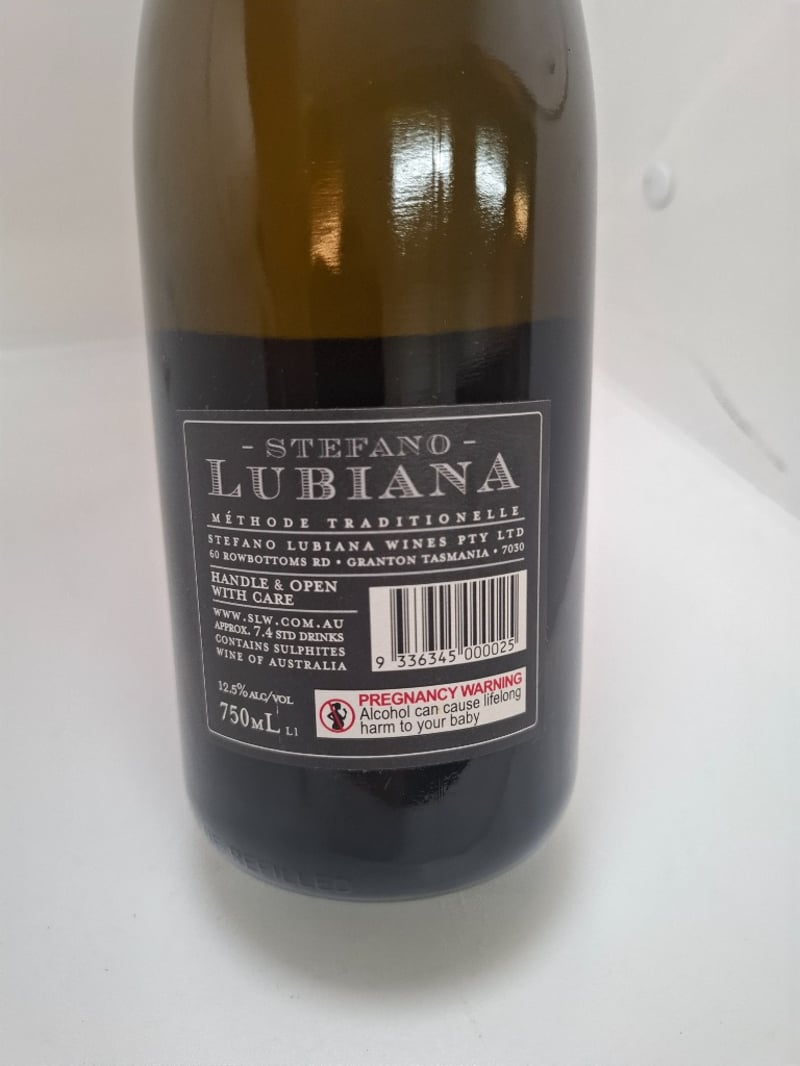 - STEFANO -
LUBIANA
MÉTHODE TRADITIONELLE
STEFANO LUBIANA WINES PTY LTD
60 ROWBOTTOMS RD • GRANTON TASMANIA • 7030
HANDLE & OPEN
WITH CARE
WWW.SLW.COM.AU
APPROX. 7.4 STD DRINKS
CONTAINS SULPHITES
WINE OF AUSTRALIA
9 336345 000025
12.5% ALC/VOL
750ML L1
PREGNANCY WARNING
Alcohol can cause lifelong
harm to your baby
REFILLED